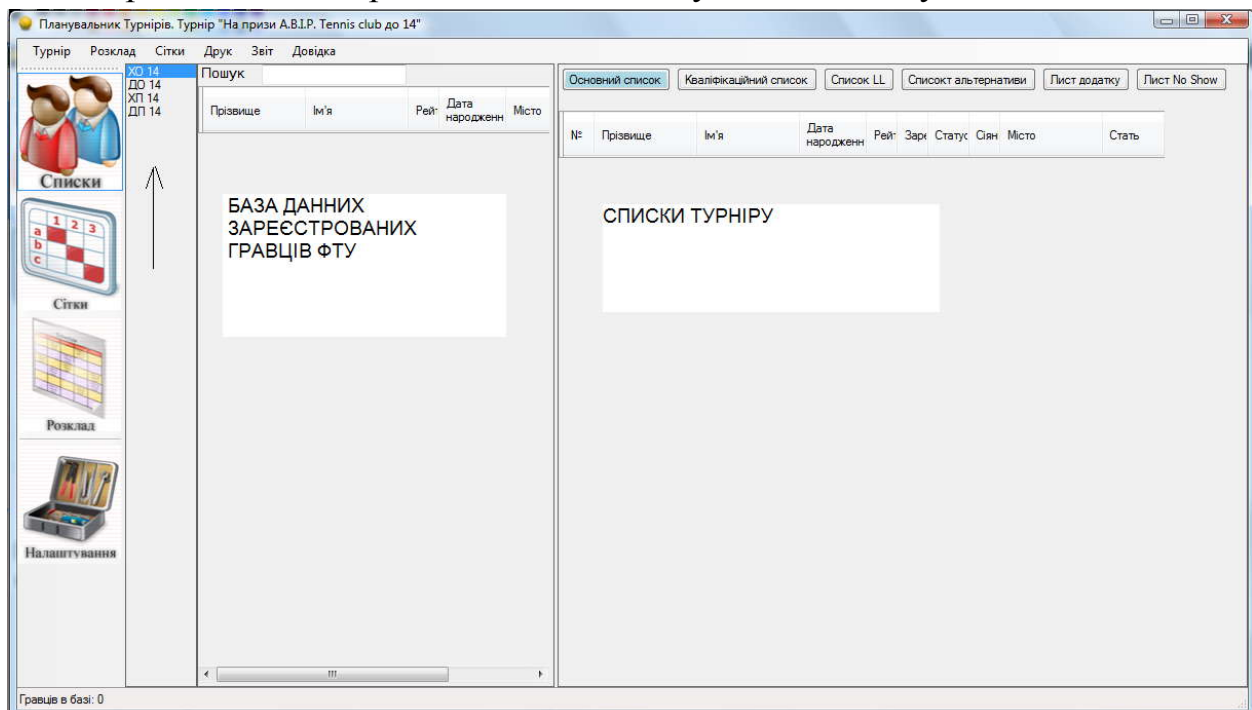 Планувальник Турнірів. Турнір "На призи A.B.I.P. Tennis club до 14"
Турнір Розклад Сітки Друк Звіт Довідка
Списки
Сітки
Розклад
Налаштування
ХО 14
ДО 14
ХП 14
ДП 14
Пошук
Прізвище Ім'я Рейт Дата народженн Місто
БАЗА ДАННИХ
ЗАРЕЄСТРОВАНИХ
ГРАВЦІВ ФТУ
Основний список Кваліфікаційний список Список LL Списокт альтернативи Лист додатку Лист No Show
№ Прізвище Ім'я Дата народженн Рейт Заре Статус Сіян Місто Стать
СПИСКИ ТУРНІРУ
Гравців в базі: 0